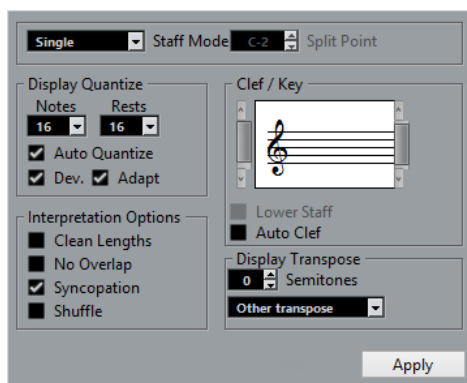 Single Staff Mode C-2 Split Point
Display Quantize
Notes Rests
16 16
Auto Quantize
Dev. Adapt
Interpretation Options
Clean Lengths
No Overlap
Syncopation
Shuffle
Clef / Key
Lower Staff
Auto Clef
Display Transpose
0 Semitones
Other transpose
Apply